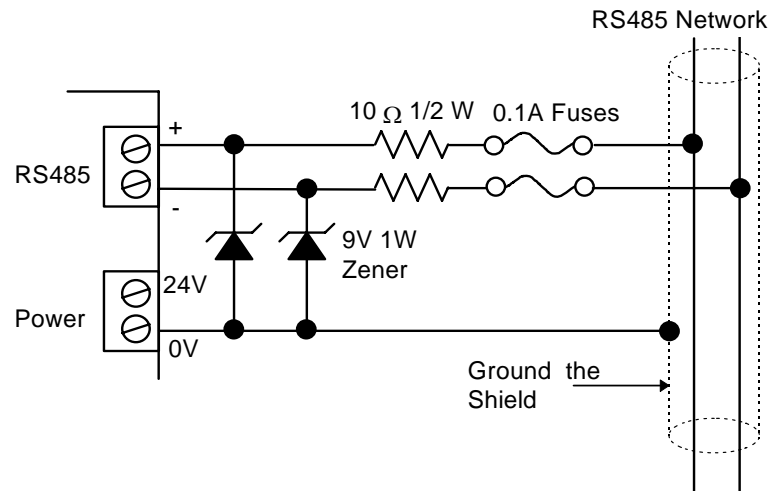 RS485 Network
10 Ω 1/2 W 0.1A Fuses
+
RS485
-
9V 1W
Zener
24V
Power
0V
Ground the
Shield